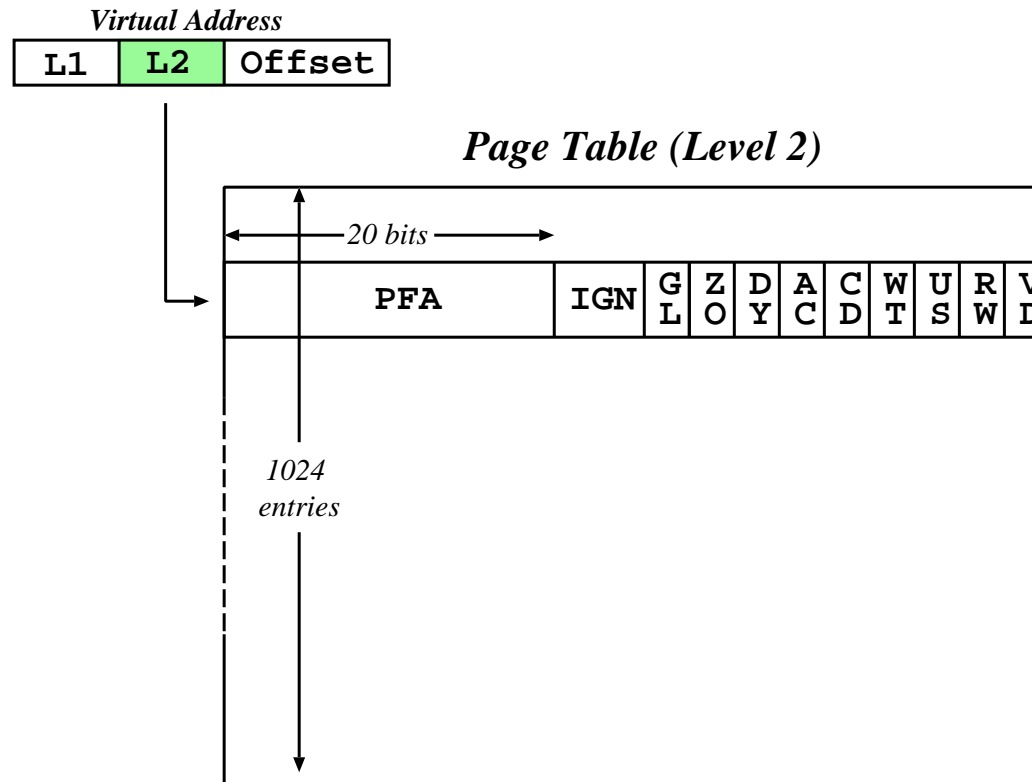 Virtual Address
L1 L2 Offset
Page Table (Level 2)
20 bits
PFA IGN GL ZO DY AC CD WT US RW VD
1024
entries